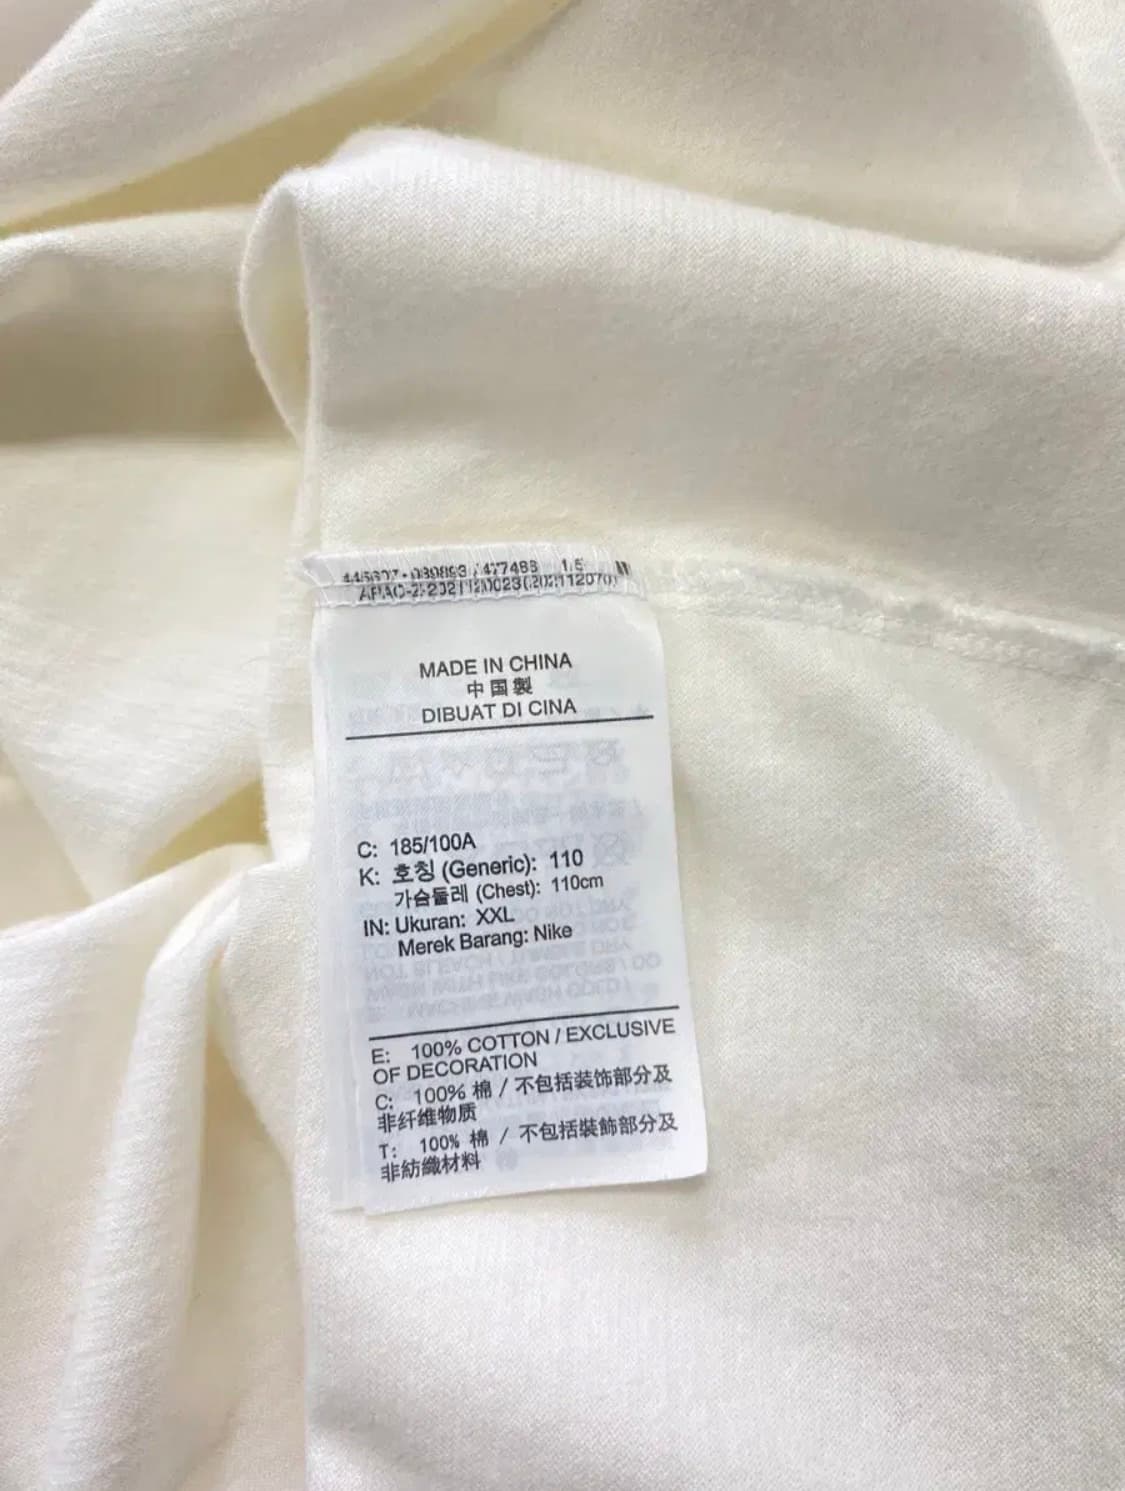 MADE IN CHINA
中国製
DIBUAT DI CINA
C: 185/100A
K: 호칭 (Generic): 110
가슴둘레 (Chest): 110cm
IN: Ukuran: XXL
Merek Barang: Nike
E: 100% COTTON / EXCLUSIVE
OF DECORATION
C: 100% 棉 / 不包括装饰部分及
非纤维物质
T: 100% 棉 / 不包括裝飾部分及
非紡織材料